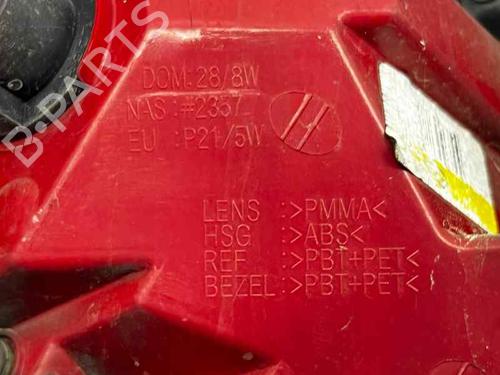 DOM: 28/8W
NAS :#2357
EU :P21/5W
LENS :>PMMA<
HSG :>ABS<
REF :>PBT+PET<
BEZEL:>PBT+PET<
B-PARTS